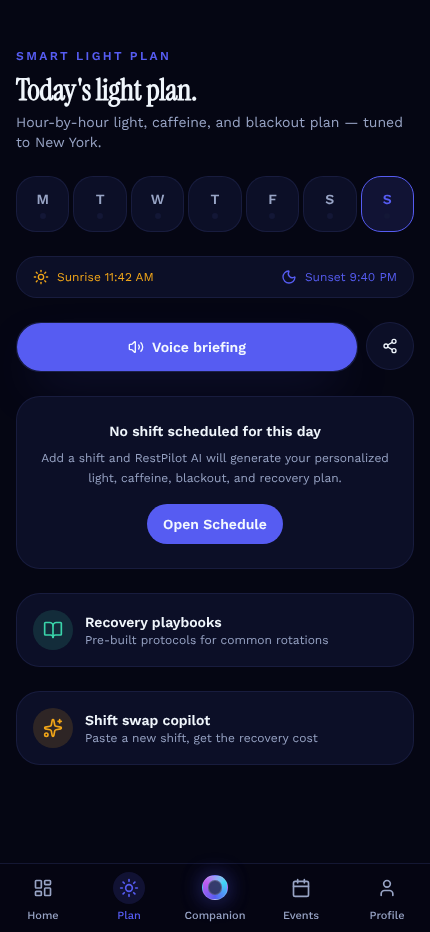 SMART LIGHT PLAN
Today's light plan.
Hour-by-hour light, caffeine, and blackout plan — tuned
to New York.
M T W T F S S
Sunrise 11:42 AM Sunset 9:40 PM
Voice briefing
No shift scheduled for this day
Add a shift and RestPilot AI will generate your personalized
light, caffeine, blackout, and recovery plan.
Open Schedule
Recovery playbooks
Pre-built protocols for common rotations
Shift swap copilot
Paste a new shift, get the recovery cost
Home Plan Companion Events Profile